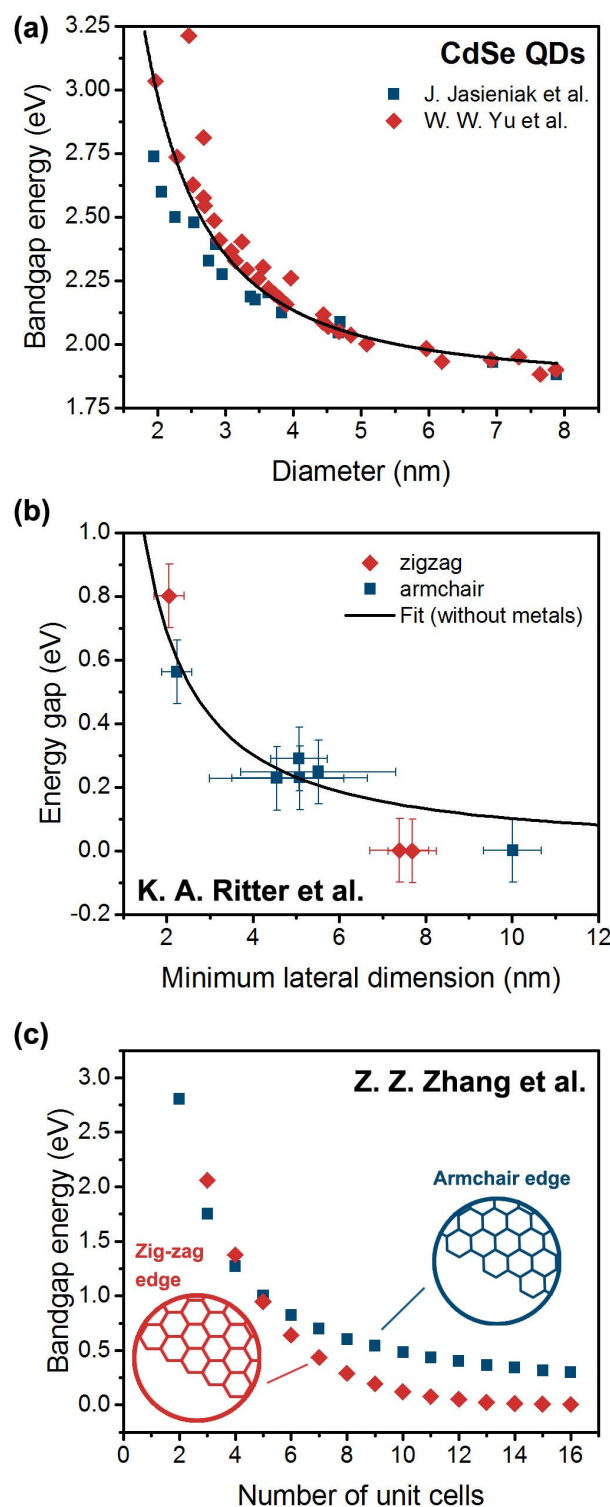 (a)
CdSe QDs
J. Jasieniak et al.
W. W. Yu et al.
Bandgap energy (eV)
3.25
3.00
2.75
2.50
2.25
2.00
1.75
2 3 4 5 6 7 8
Diameter (nm)
(b)
zigzag
armchair
Fit (without metals)
Energy gap (eV)
1.0
0.8
0.6
0.4
0.2
0.0
-0.2
K. A. Ritter et al.
2 4 6 8 10 12
Minimum lateral dimension (nm)
(c)
Z. Z. Zhang et al.
Bandgap energy (eV)
3.0
2.5
2.0
1.5
1.0
0.5
0.0
Armchair edge
Zig-zag
edge
0 2 4 6 8 10 12 14 16
Number of unit cells